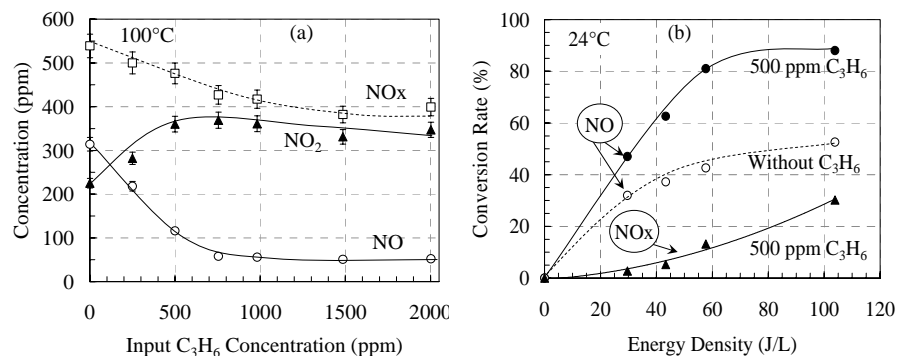 600
500
400
300
200
100
0
Concentration (ppm)
100°C
(a)
NOx
NO₂
NO
0
500
1000
1500
2000
Input C₃H₆ Concentration (ppm)
100
80
60
40
20
0
Conversion Rate (%)
24°C
(b)
500 ppm C₃H₆
NO
Without C₃H₆
NOx
500 ppm C₃H₆
0
20
40
60
80
100
120
Energy Density (J/L)